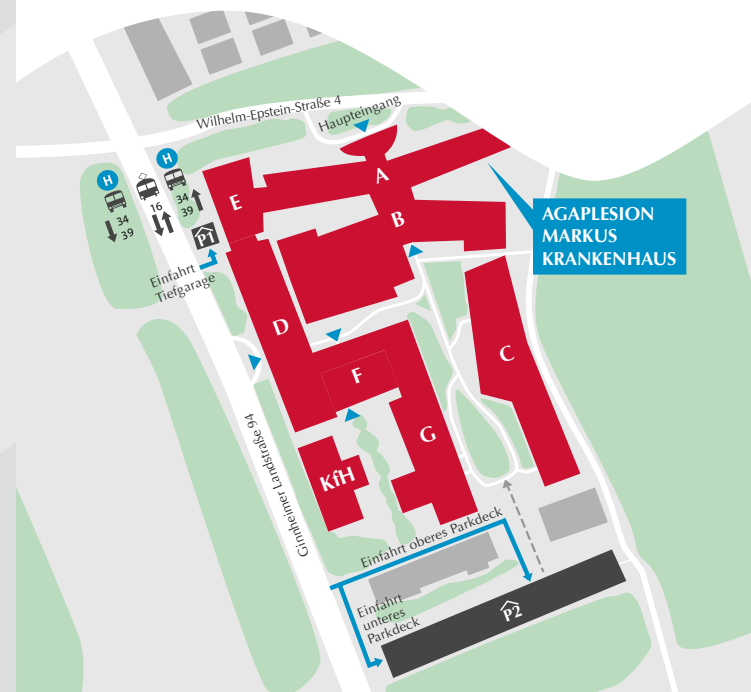 Wilhelm-Epstein-Straße 4
Haupteingang
H
H
34
39
16
34
39
P1
Einfahrt
Tiefgarage
E
A
B
AGAPLESION
MARKUS
KRANKENHAUS
D
C
F
G
KfH
Ginnheimer Landstraße 94
Einfahrt oberes Parkdeck
Einfahrt
unteres
Parkdeck
P2